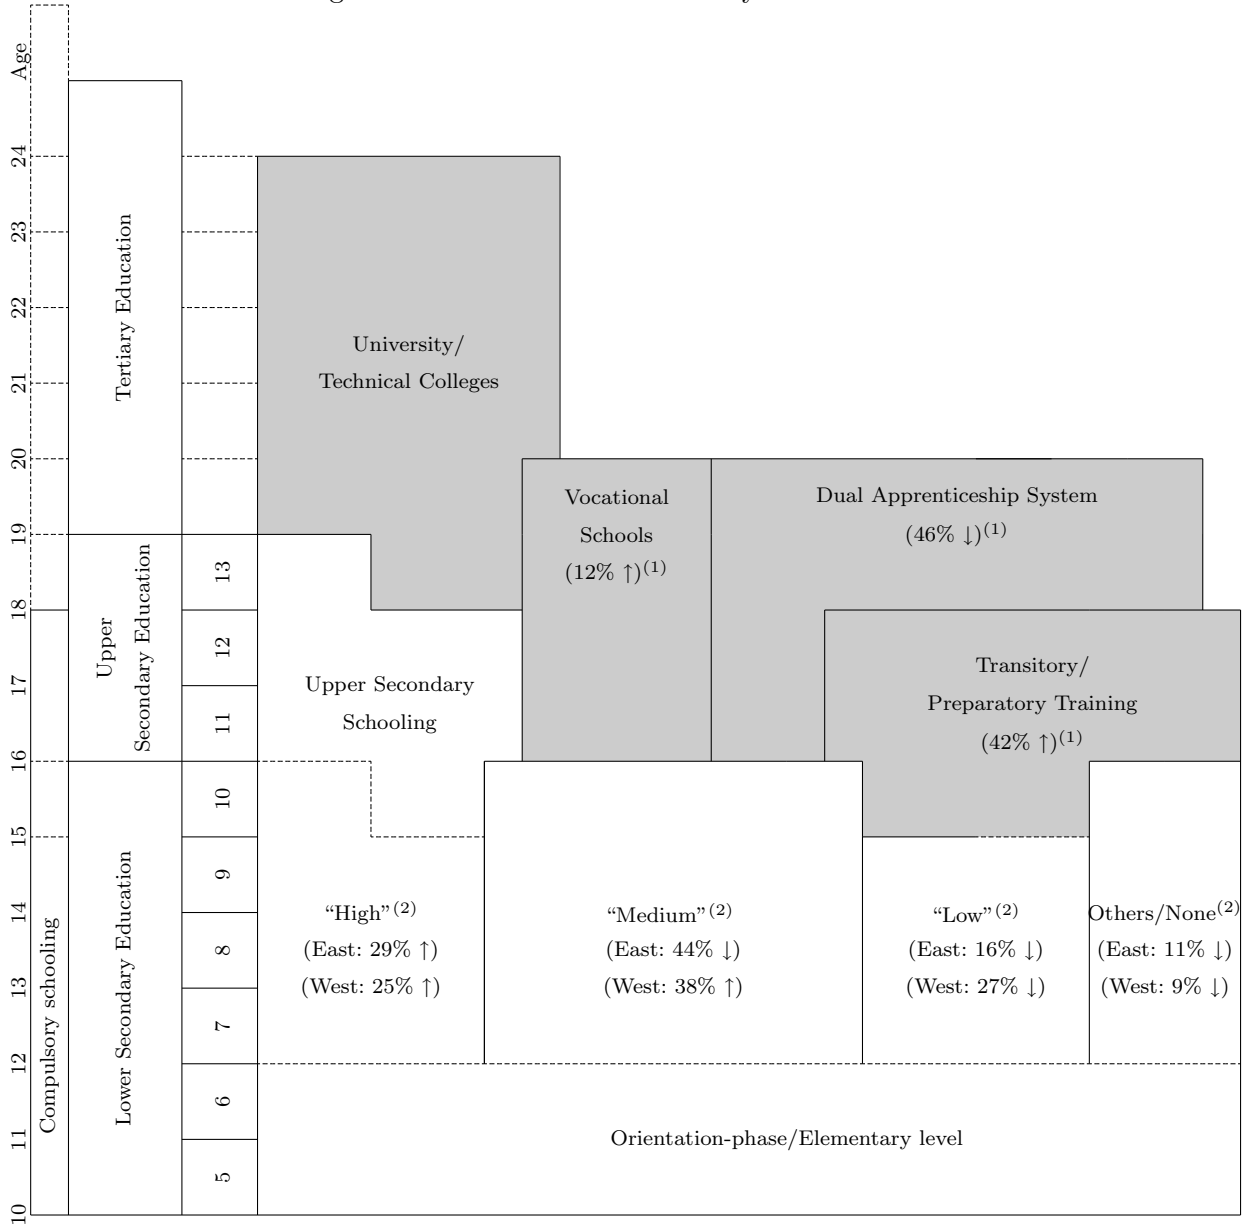 Age
24
23
22
21
20
19
18
17
16
15
14
13
12
11
10
Compulsory schooling
Tertiary Education
Upper
Secondary Education
Lower Secondary Education
13
12
11
10
9
8
7
6
5
University/
Technical Colleges
Vocational
Schools
(12% ↑)(1)
Dual Apprenticeship System
(46% ↓)(1)
Transitory/
Preparatory Training
(42% ↑)(1)
Upper Secondary
Schooling
“High”(2)
(East: 29% ↑)
(West: 25% ↑)
“Medium”(2)
(East: 44% ↓)
(West: 38% ↑)
“Low”(2)
(East: 16% ↓)
(West: 27% ↓)
Others/None(2)
(East: 11% ↓)
(West: 9% ↓)
Orientation-phase/Elementary level